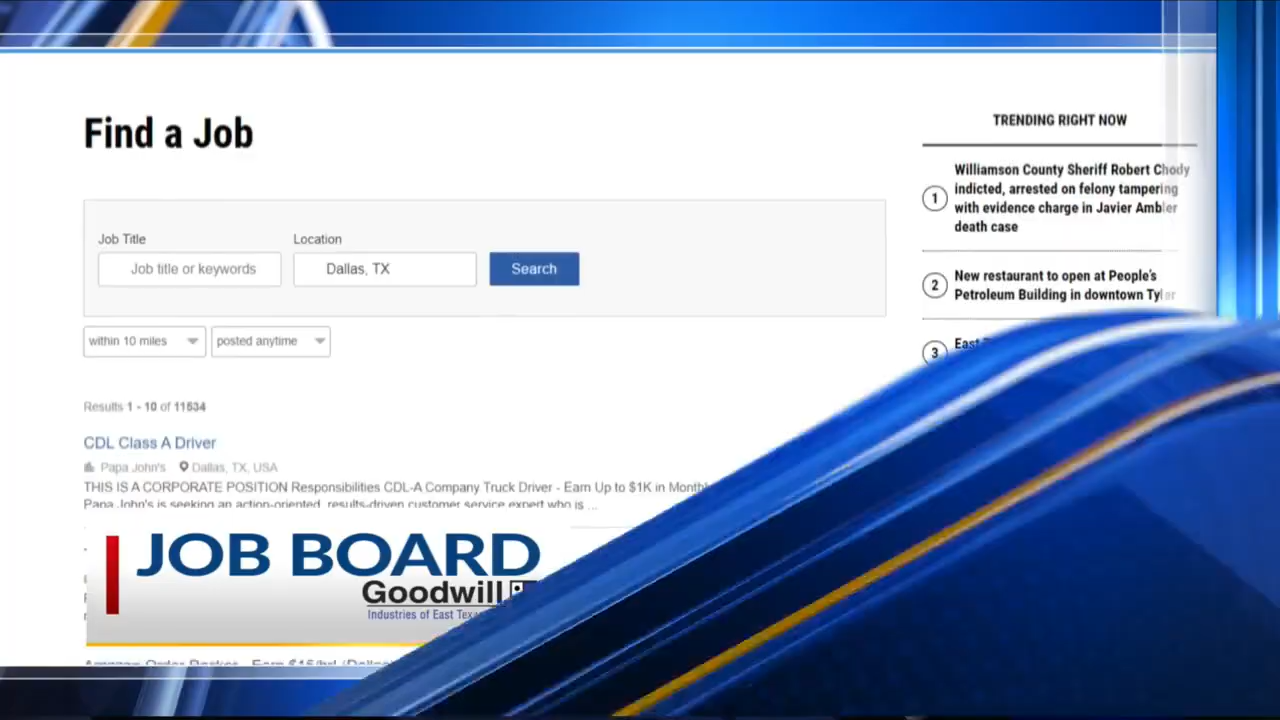 Find a Job
Job Title
Location
Job title or keywords
Dallas, TX
Search
within 10 miles
posted anytime
Results 1 - 10 of 11534
CDL Class A Driver
Papa John's
Dallas, TX, USA
THIS IS A CORPORATE POSITION Responsibilities CDL-A Company Truck Driver - Earn Up to $1K in
Papa John's is seeking an action-oriented, results-driven customer service expert who is ...
JOB BOARD
Goodwill
Industries of East
TRENDING RIGHT NOW
1
Williamson County Sheriff Robert Chody
indicted, arrested on felony tampering
with evidence charge in Javier Ambler
death case
2
New restaurant to open at People's
Petroleum Building in downtown Tyler
3
East